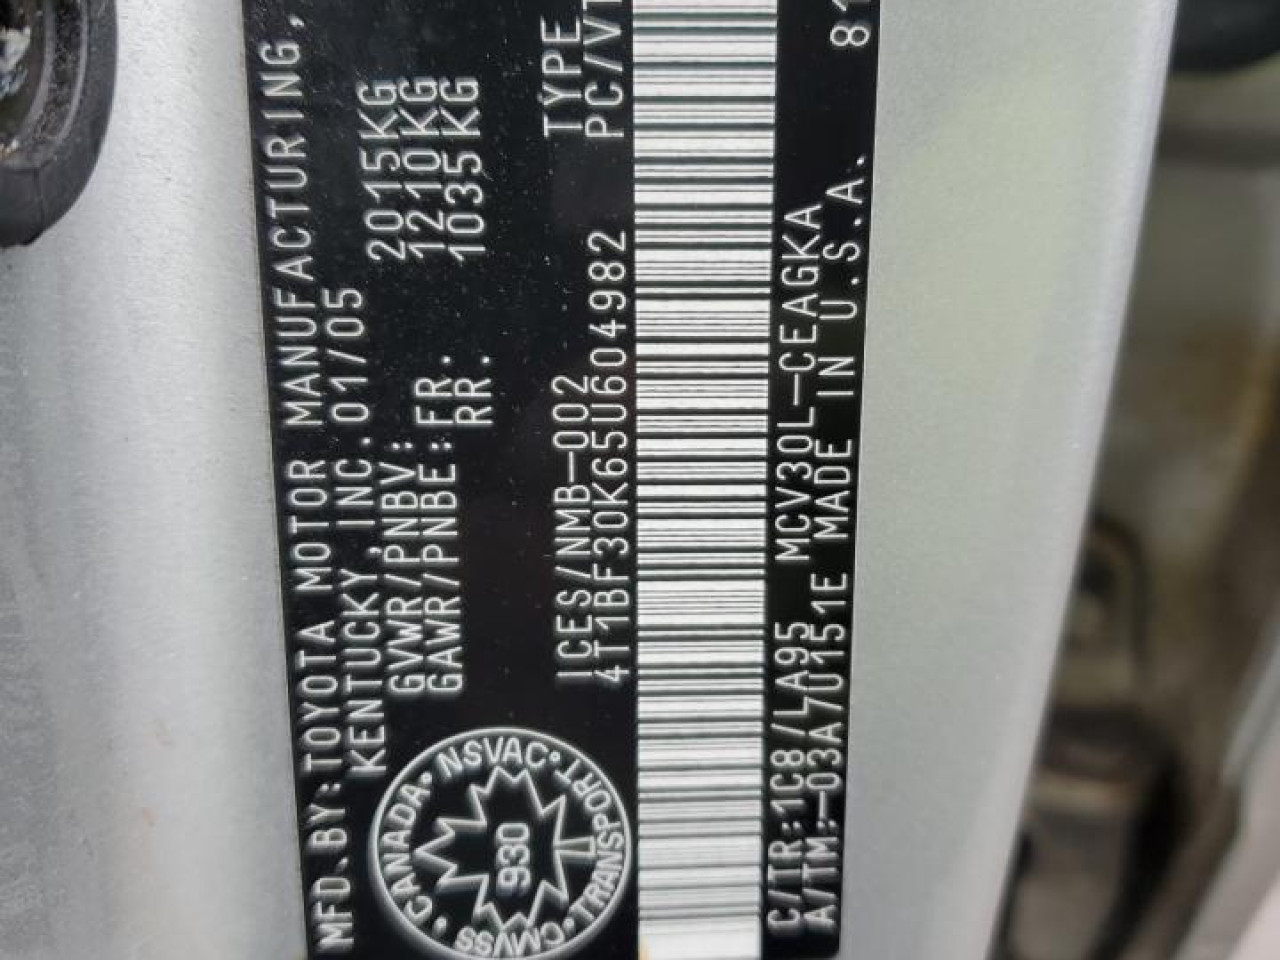 MFD.BY:TOYOTA MOTOR MANUFACTURING,
KENTUCKY,INC.01/05
GVWR/PNBV: 2015KG
GAWR/PNBE:FR. 1210KG
RR. 1035KG
CANADA • NSVAC • TRANSPORT • CMVSS •
930
ICES/NMB-002 TYPE
4T1BF30K65U604982 PC/VT
C/TR:1C8/LA95 MCV30L-CEAGKA
A/TM:-03A/U151E MADE IN U.S.A. 81